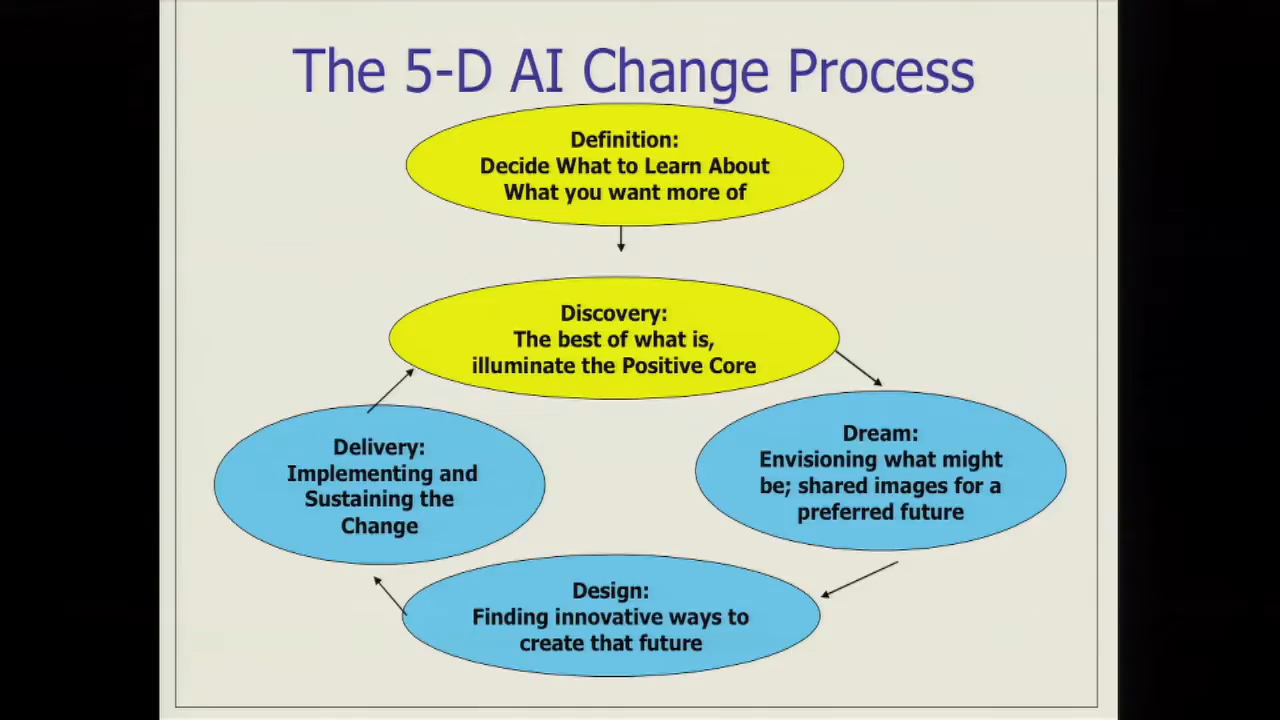 The 5-D AI Change Process
Definition:
Decide What to Learn About
What you want more of
Discovery:
The best of what is,
illuminate the Positive Core
Dream:
Envisioning what might
be; shared images for a
preferred future
Delivery:
Implementing and
Sustaining the
Change
Design:
Finding innovative ways to
create that future